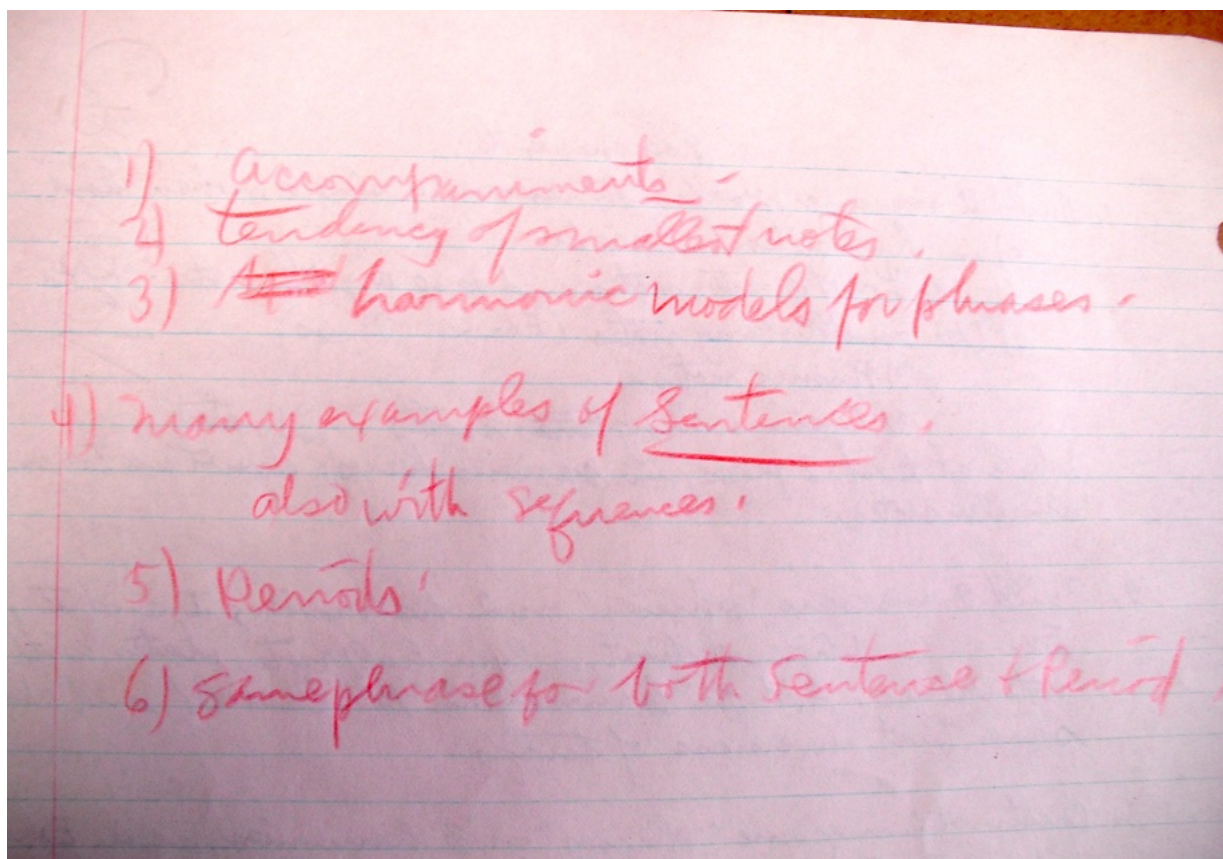 1) Accompaniments -
2) tendency of smallest notes.
3) harmonic models for phrases.
4) many examples of Sentences.
also with sequences.
5) Periods
6) same phrase for both Sentense + Period.